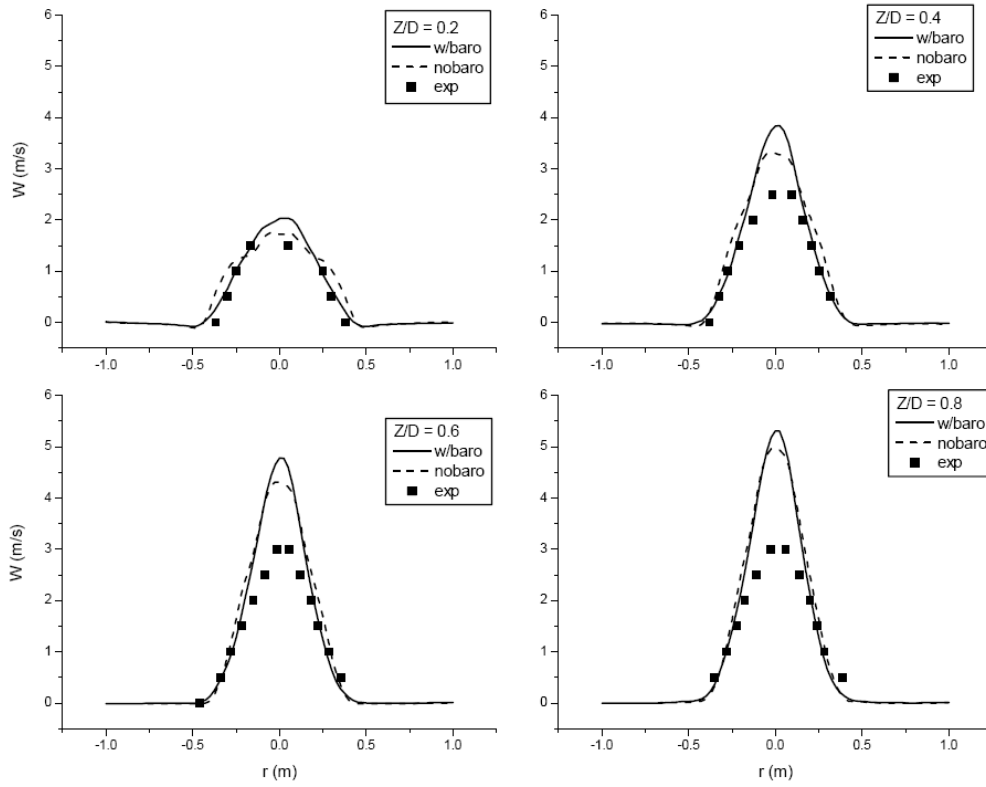 6
5
4
3
2
1
0
W (m/s)
-1.0
-0.5
0.0
0.5
1.0
Z/D = 0.2
w/baro
nobaro
exp
6
5
4
3
2
1
0
-1.0
-0.5
0.0
0.5
1.0
Z/D = 0.4
w/baro
nobaro
exp
6
5
4
3
2
1
0
W (m/s)
-1.0
-0.5
0.0
0.5
1.0
r (m)
Z/D = 0.6
w/baro
nobaro
exp
6
5
4
3
2
1
0
-1.0
-0.5
0.0
0.5
1.0
r (m)
Z/D = 0.8
w/baro
nobaro
exp